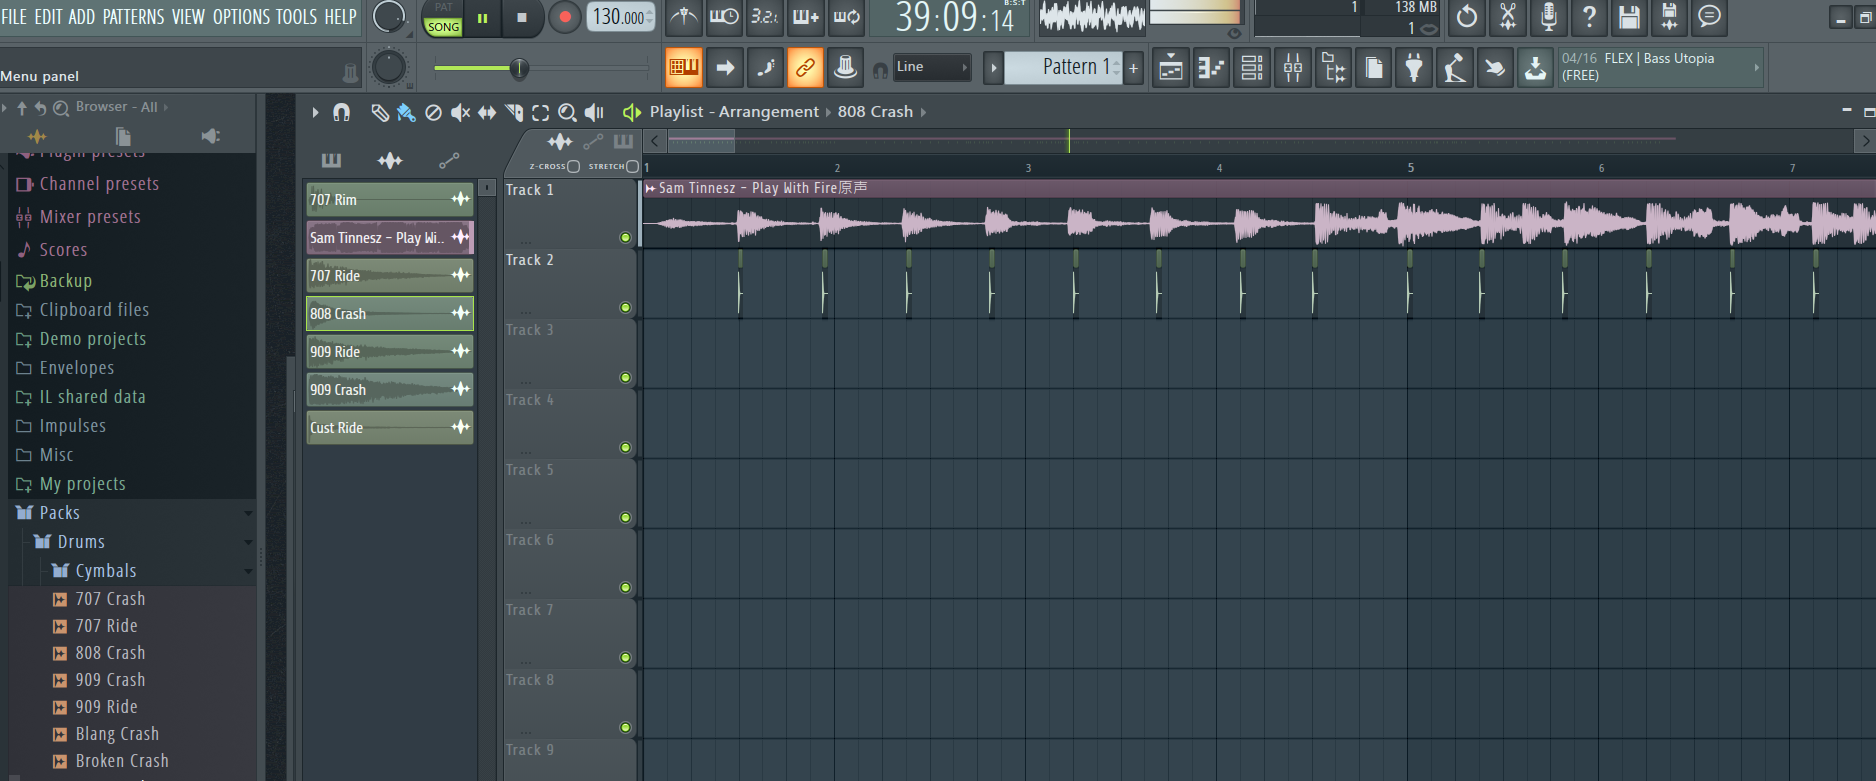 FILE EDIT ADD PATTERNS VIEW OPTIONS TOOLS HELP
PAT
SONG
130.000
3.2.1
39:09:14
B:S:T
1
138 MB
1
Menu panel
Line
Pattern 1
+
04/16 FLEX | Bass Utopia
(FREE)
Browser - All
Playlist - Arrangement › 808 Crash
Z-CROSS
STRETCH
1 2 3 4 5 6 7
Plugin presets
Channel presets
Mixer presets
Scores
Backup
Clipboard files
Demo projects
Envelopes
IL shared data
Impulses
Misc
My projects
Packs
Drums
Cymbals
707 Crash
707 Ride
808 Crash
909 Crash
909 Ride
Blang Crash
Broken Crash
707 Rim
Sam Tinnesz - Play Wi..
707 Ride
808 Crash
909 Ride
909 Crash
Cust Ride
Track 1
Sam Tinnesz - Play With Fire原声
Track 2
Track 3
Track 4
Track 5
Track 6
Track 7
Track 8
Track 9